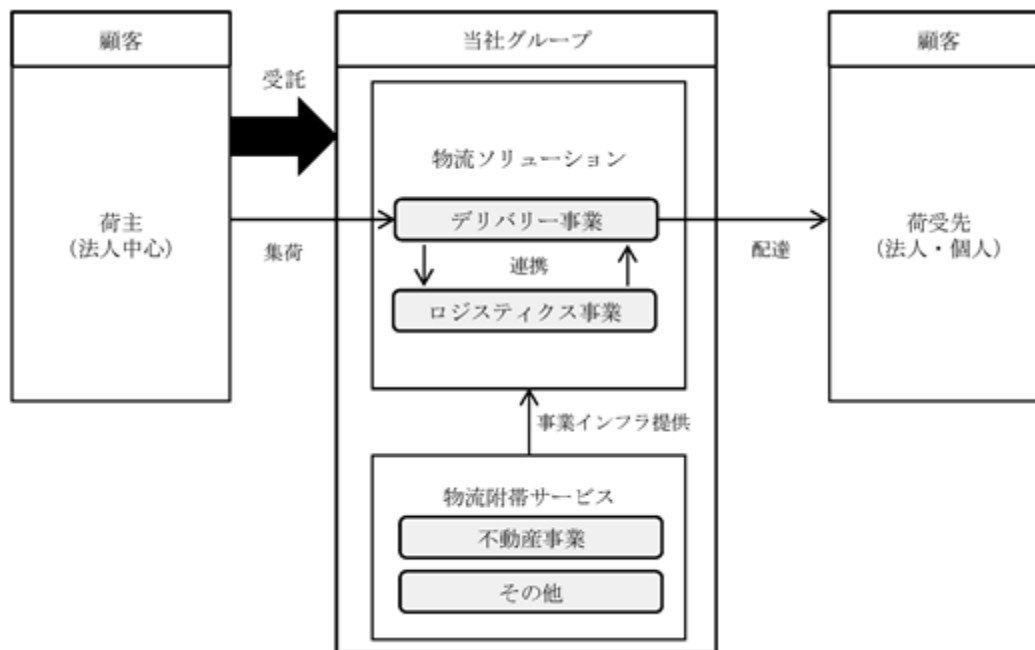 顧客
当社グループ
顧客
受託
物流ソリューション
荷主
(法人中心)
集荷
デリバリー事業
連携
ロジスティクス事業
配達
荷受先
(法人・個人)
事業インフラ提供
物流附帯サービス
不動産事業
その他